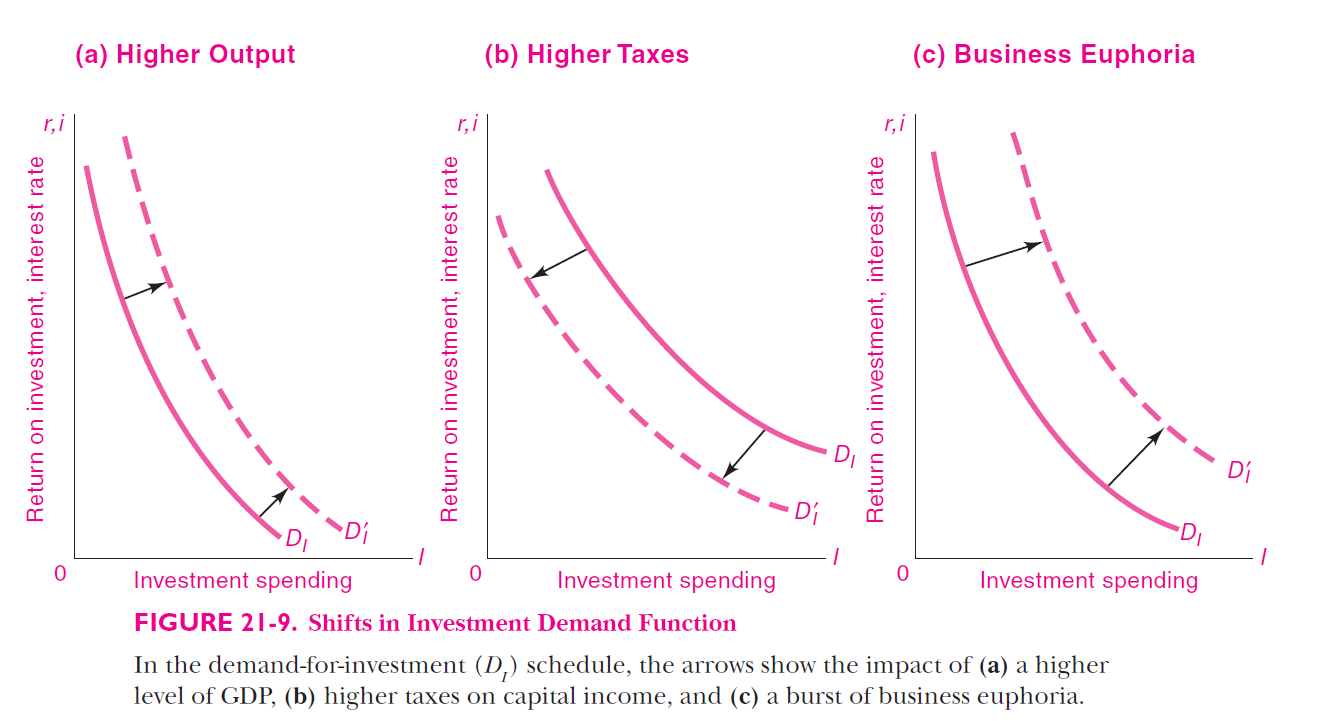 (a) Higher Output
(b) Higher Taxes
(c) Business Euphoria
r,i
Return on investment, interest rate
D_I
D′_I
0
I
Investment spending
r,i
Return on investment, interest rate
D_I
D′_I
0
I
Investment spending
r,i
Return on investment, interest rate
D′_I
D_I
0
I
Investment spending
FIGURE 21-9. Shifts in Investment Demand Function
In the demand-for-investment (D_I) schedule, the arrows show the impact of (a) a higher
level of GDP, (b) higher taxes on capital income, and (c) a burst of business euphoria.